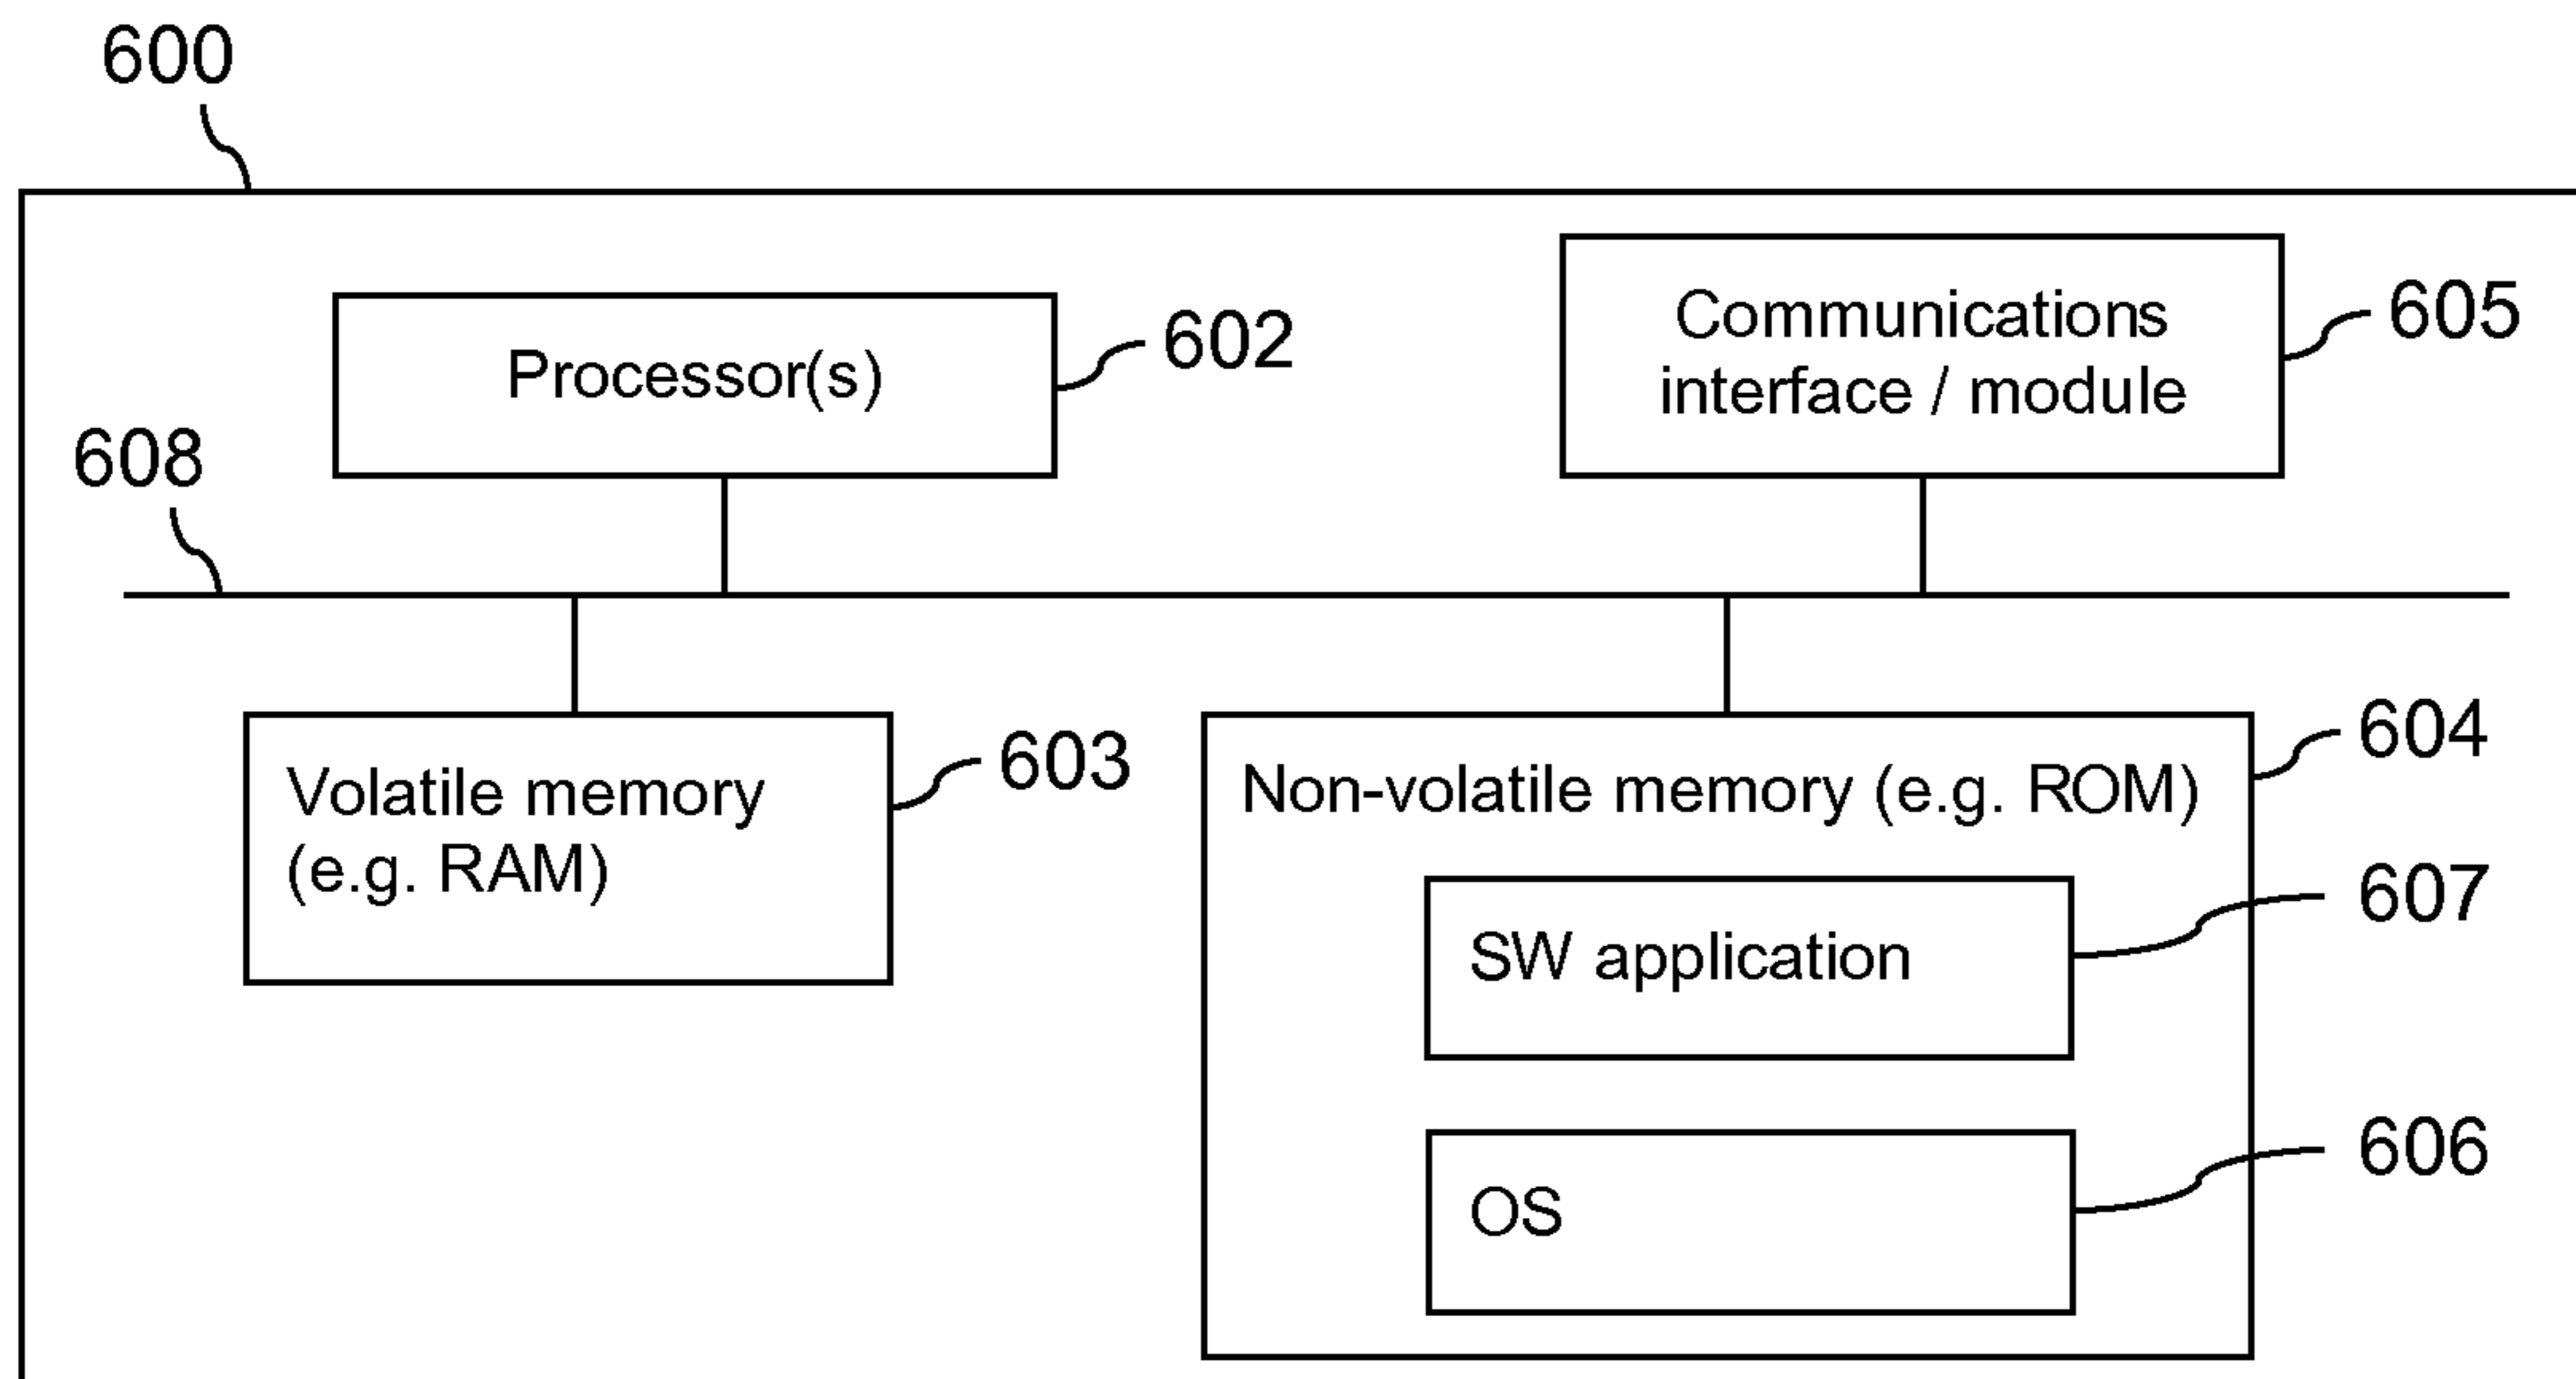 600
Processor(s)
602
Communications
interface / module
605
608
Volatile memory
(e.g. RAM)
603
Non-volatile memory (e.g. ROM)
604
SW application
607
OS
606